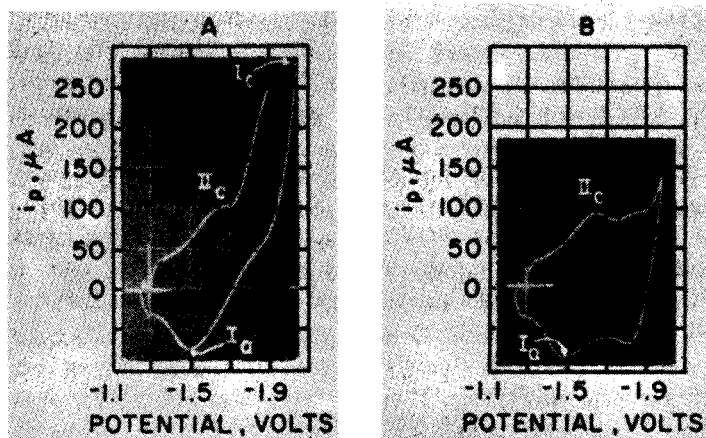 A
i_p, μA
250
200
150
100
50
0
I_c
II_c
I_a
-1.1 -1.5 -1.9
POTENTIAL, VOLTS
B
i_p, μA
250
200
150
100
50
0
II_c
I_a
-1.1 -1.5 -1.9
POTENTIAL, VOLTS